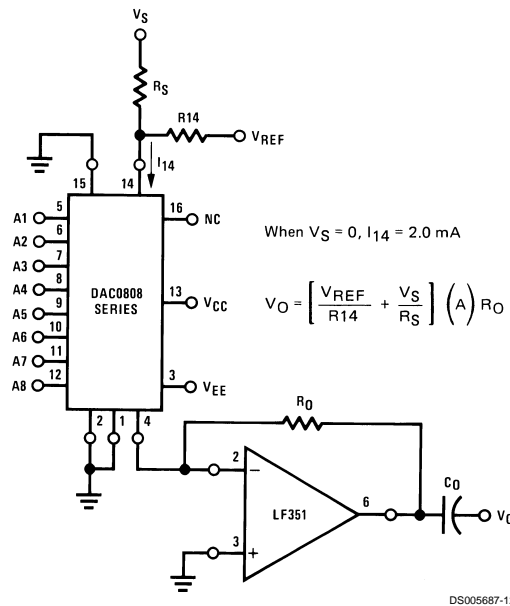 VS
RS
R14
VREF
I14
15
14
5
16
A1
NC
6
A2
7
A3
8
A4
DAC0808
SERIES
13
VCC
9
A5
10
A6
11
A7
12
A8
3
VEE
2
1
4
When VS = 0, I14 = 2.0 mA
VO = [ VREF / R14 + VS / RS ] (A) RO
RO
2
−
LF351
6
CO
VO
3
+
DS005687-1